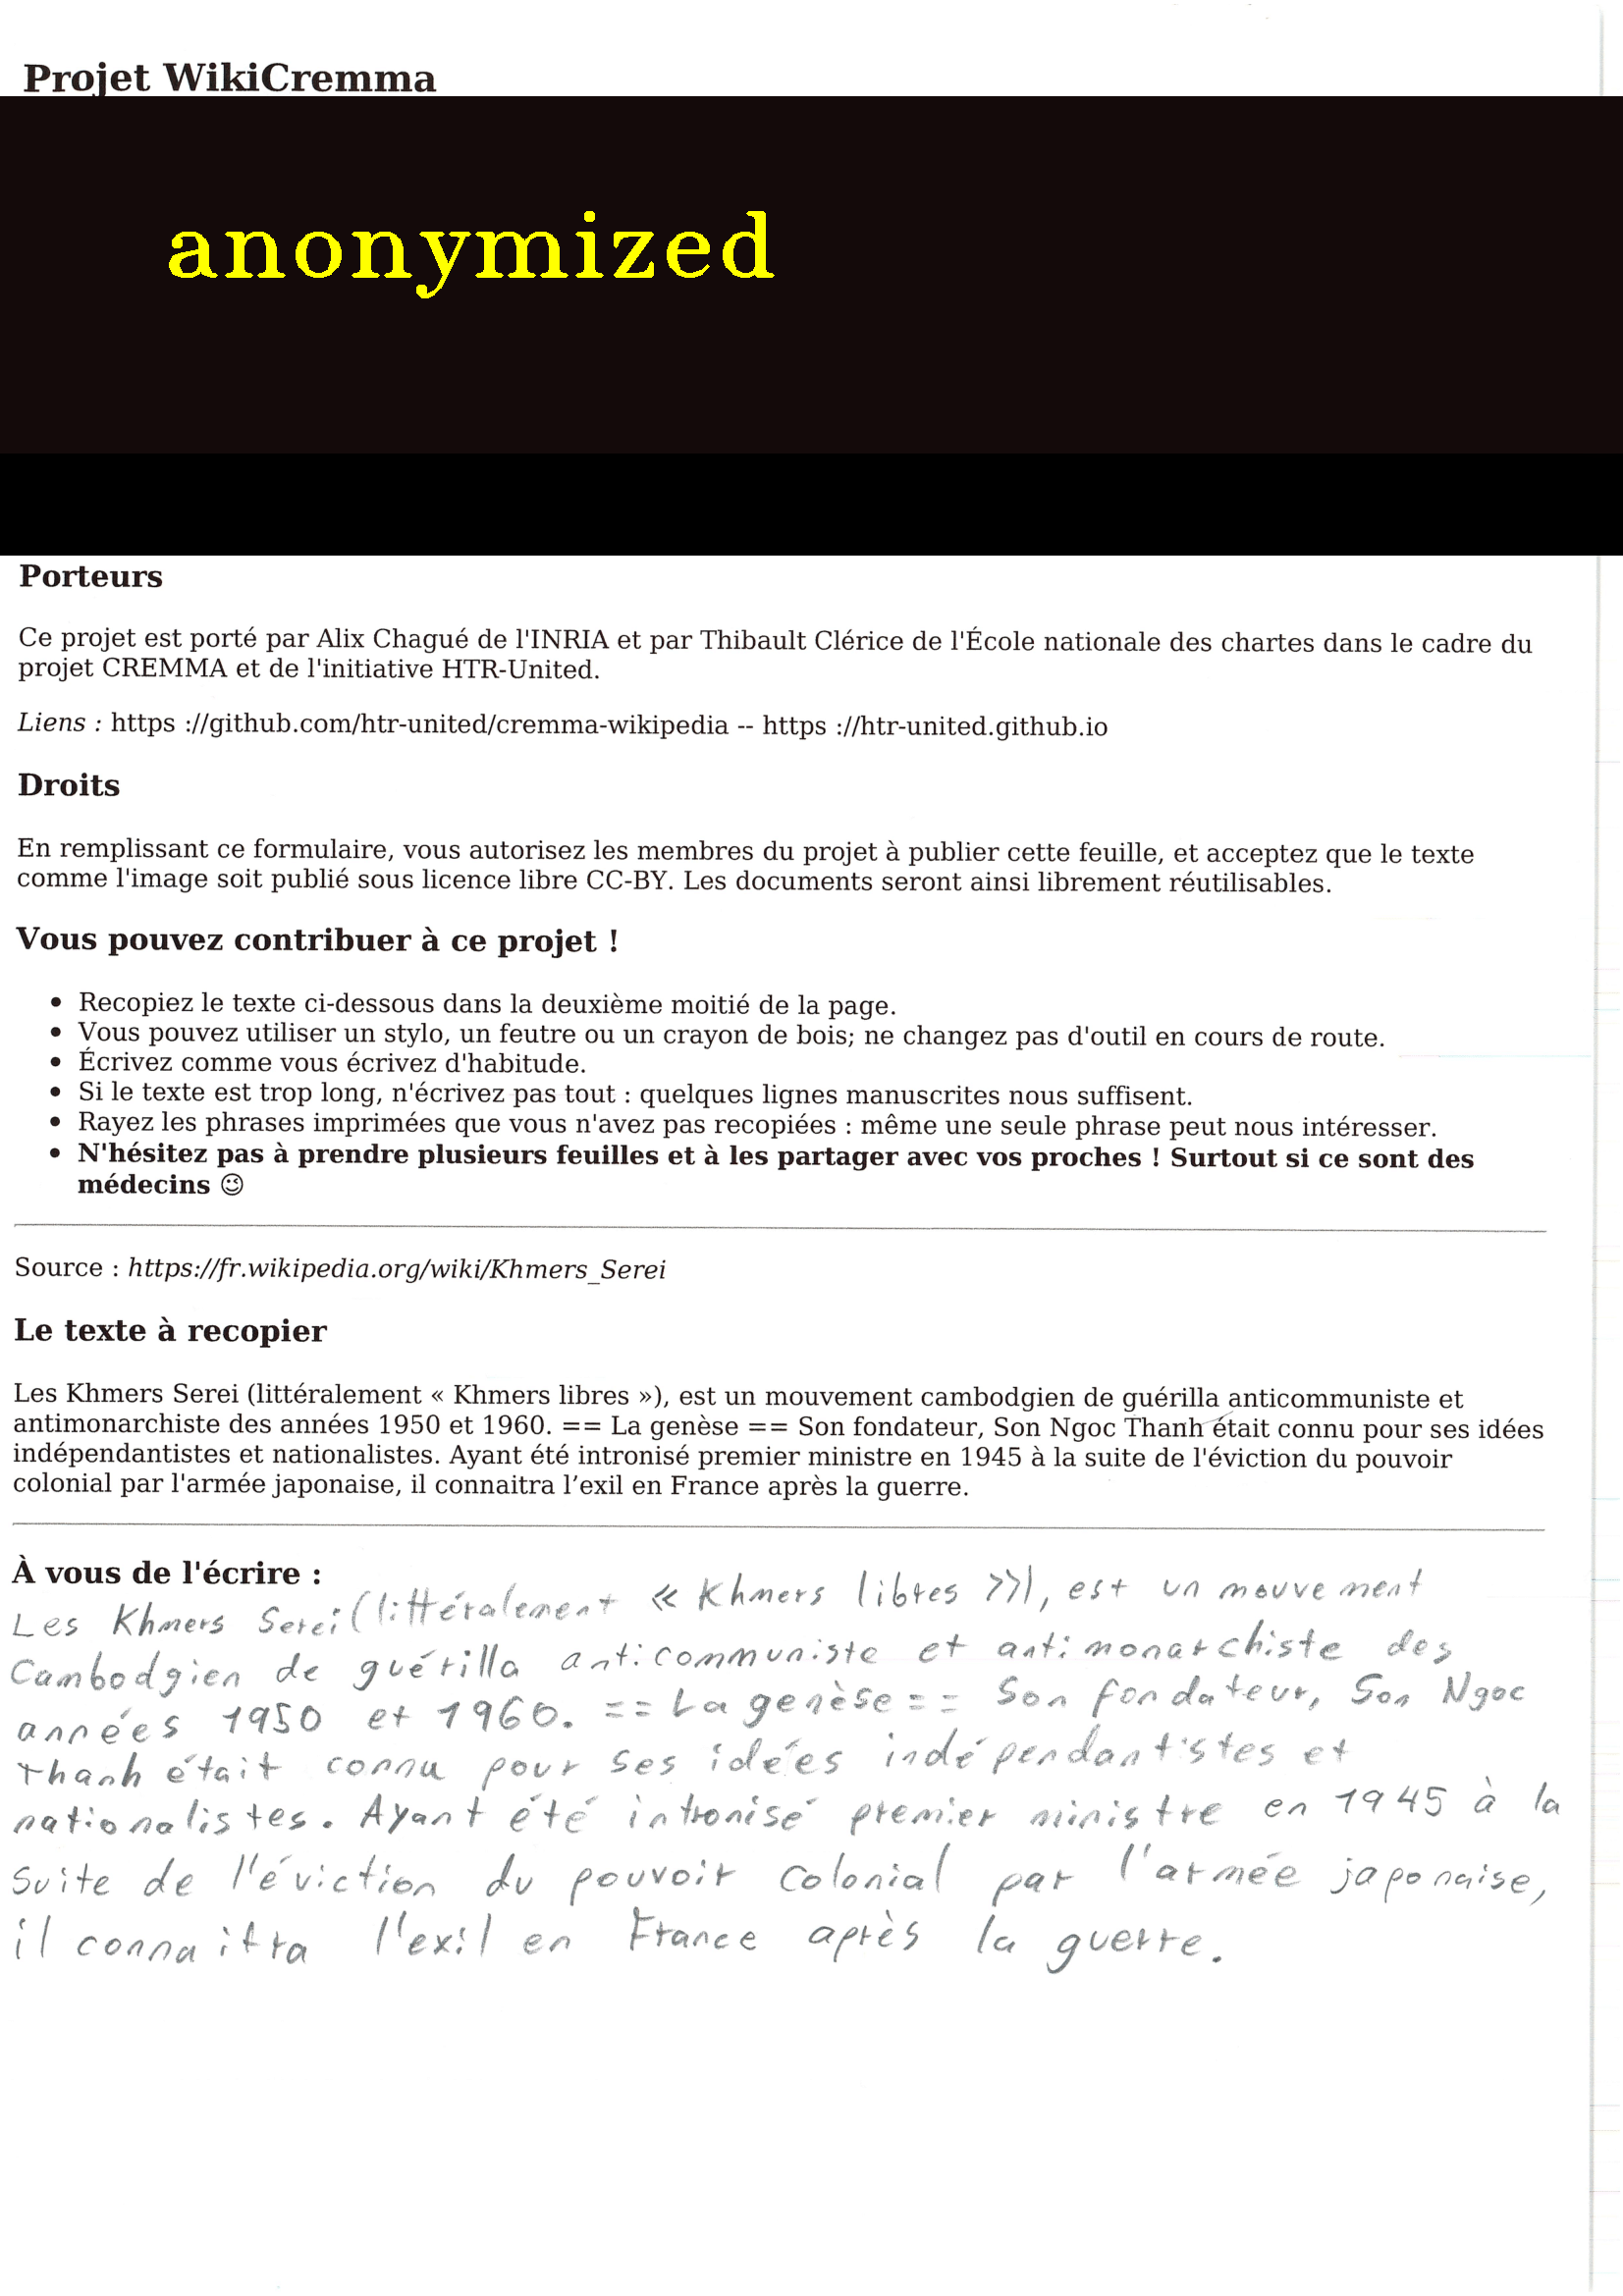 Projet WikiCremma
anonymized
Porteurs
Ce projet est porté par Alix Chagué de l'INRIA et par Thibault Clérice de l'École nationale des chartes dans le cadre du
projet CREMMA et de l'initiative HTR-United.
Liens : https ://github.com/htr-united/cremma-wikipedia -- https ://htr-united.github.io
Droits
En remplissant ce formulaire, vous autorisez les membres du projet à publier cette feuille, et acceptez que le texte
comme l'image soit publié sous licence libre CC-BY. Les documents seront ainsi librement réutilisables.
Vous pouvez contribuer à ce projet !
• Recopiez le texte ci-dessous dans la deuxième moitié de la page.
• Vous pouvez utiliser un stylo, un feutre ou un crayon de bois; ne changez pas d'outil en cours de route.
• Écrivez comme vous écrivez d'habitude.
• Si le texte est trop long, n'écrivez pas tout : quelques lignes manuscrites nous suffisent.
• Rayez les phrases imprimées que vous n'avez pas recopiées : même une seule phrase peut nous intéresser.
• N'hésitez pas à prendre plusieurs feuilles et à les partager avec vos proches ! Surtout si ce sont des
médecins 😉
Source : https://fr.wikipedia.org/wiki/Khmers_Serei
Le texte à recopier
Les Khmers Serei (littéralement « Khmers libres »), est un mouvement cambodgien de guérilla anticommuniste et
antimonarchiste des années 1950 et 1960. == La genèse == Son fondateur, Son Ngoc Thanh était connu pour ses idées
indépendantistes et nationalistes. Ayant été intronisé premier ministre en 1945 à la suite de l'éviction du pouvoir
colonial par l'armée japonaise, il connaitra l’exil en France après la guerre.
À vous de l'écrire :
Les Khmers Serei (littéralement « Khmers libres »), est un mouvement
Cambodgien de guérilla anticommuniste et antimonarchiste des
années 1950 et 1960. == La genèse == Son fondateur, Son Ngoc
Thanh était connu pour ses idées indépendantistes et
nationalistes. Ayant été intronisé premier ministre en 1945 à la
suite de l'éviction du pouvoir colonial par l'armée japonaise,
il connaitra l'exil en France après la guerre.